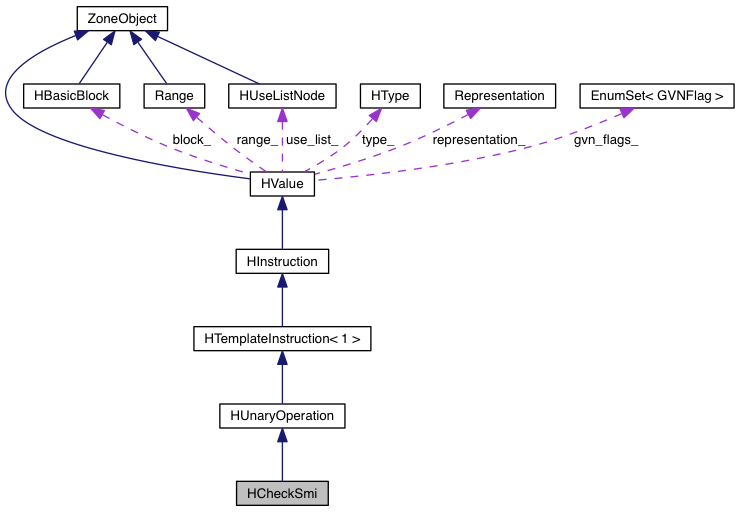 ZoneObject
HBasicBlock
Range
HUseListNode
HType
Representation
EnumSet< GVNFlag >
block_
range_
use_list_
type_
representation_
gvn_flags_
HValue
HInstruction
HTemplateInstruction< 1 >
HUnaryOperation
HCheckSmi